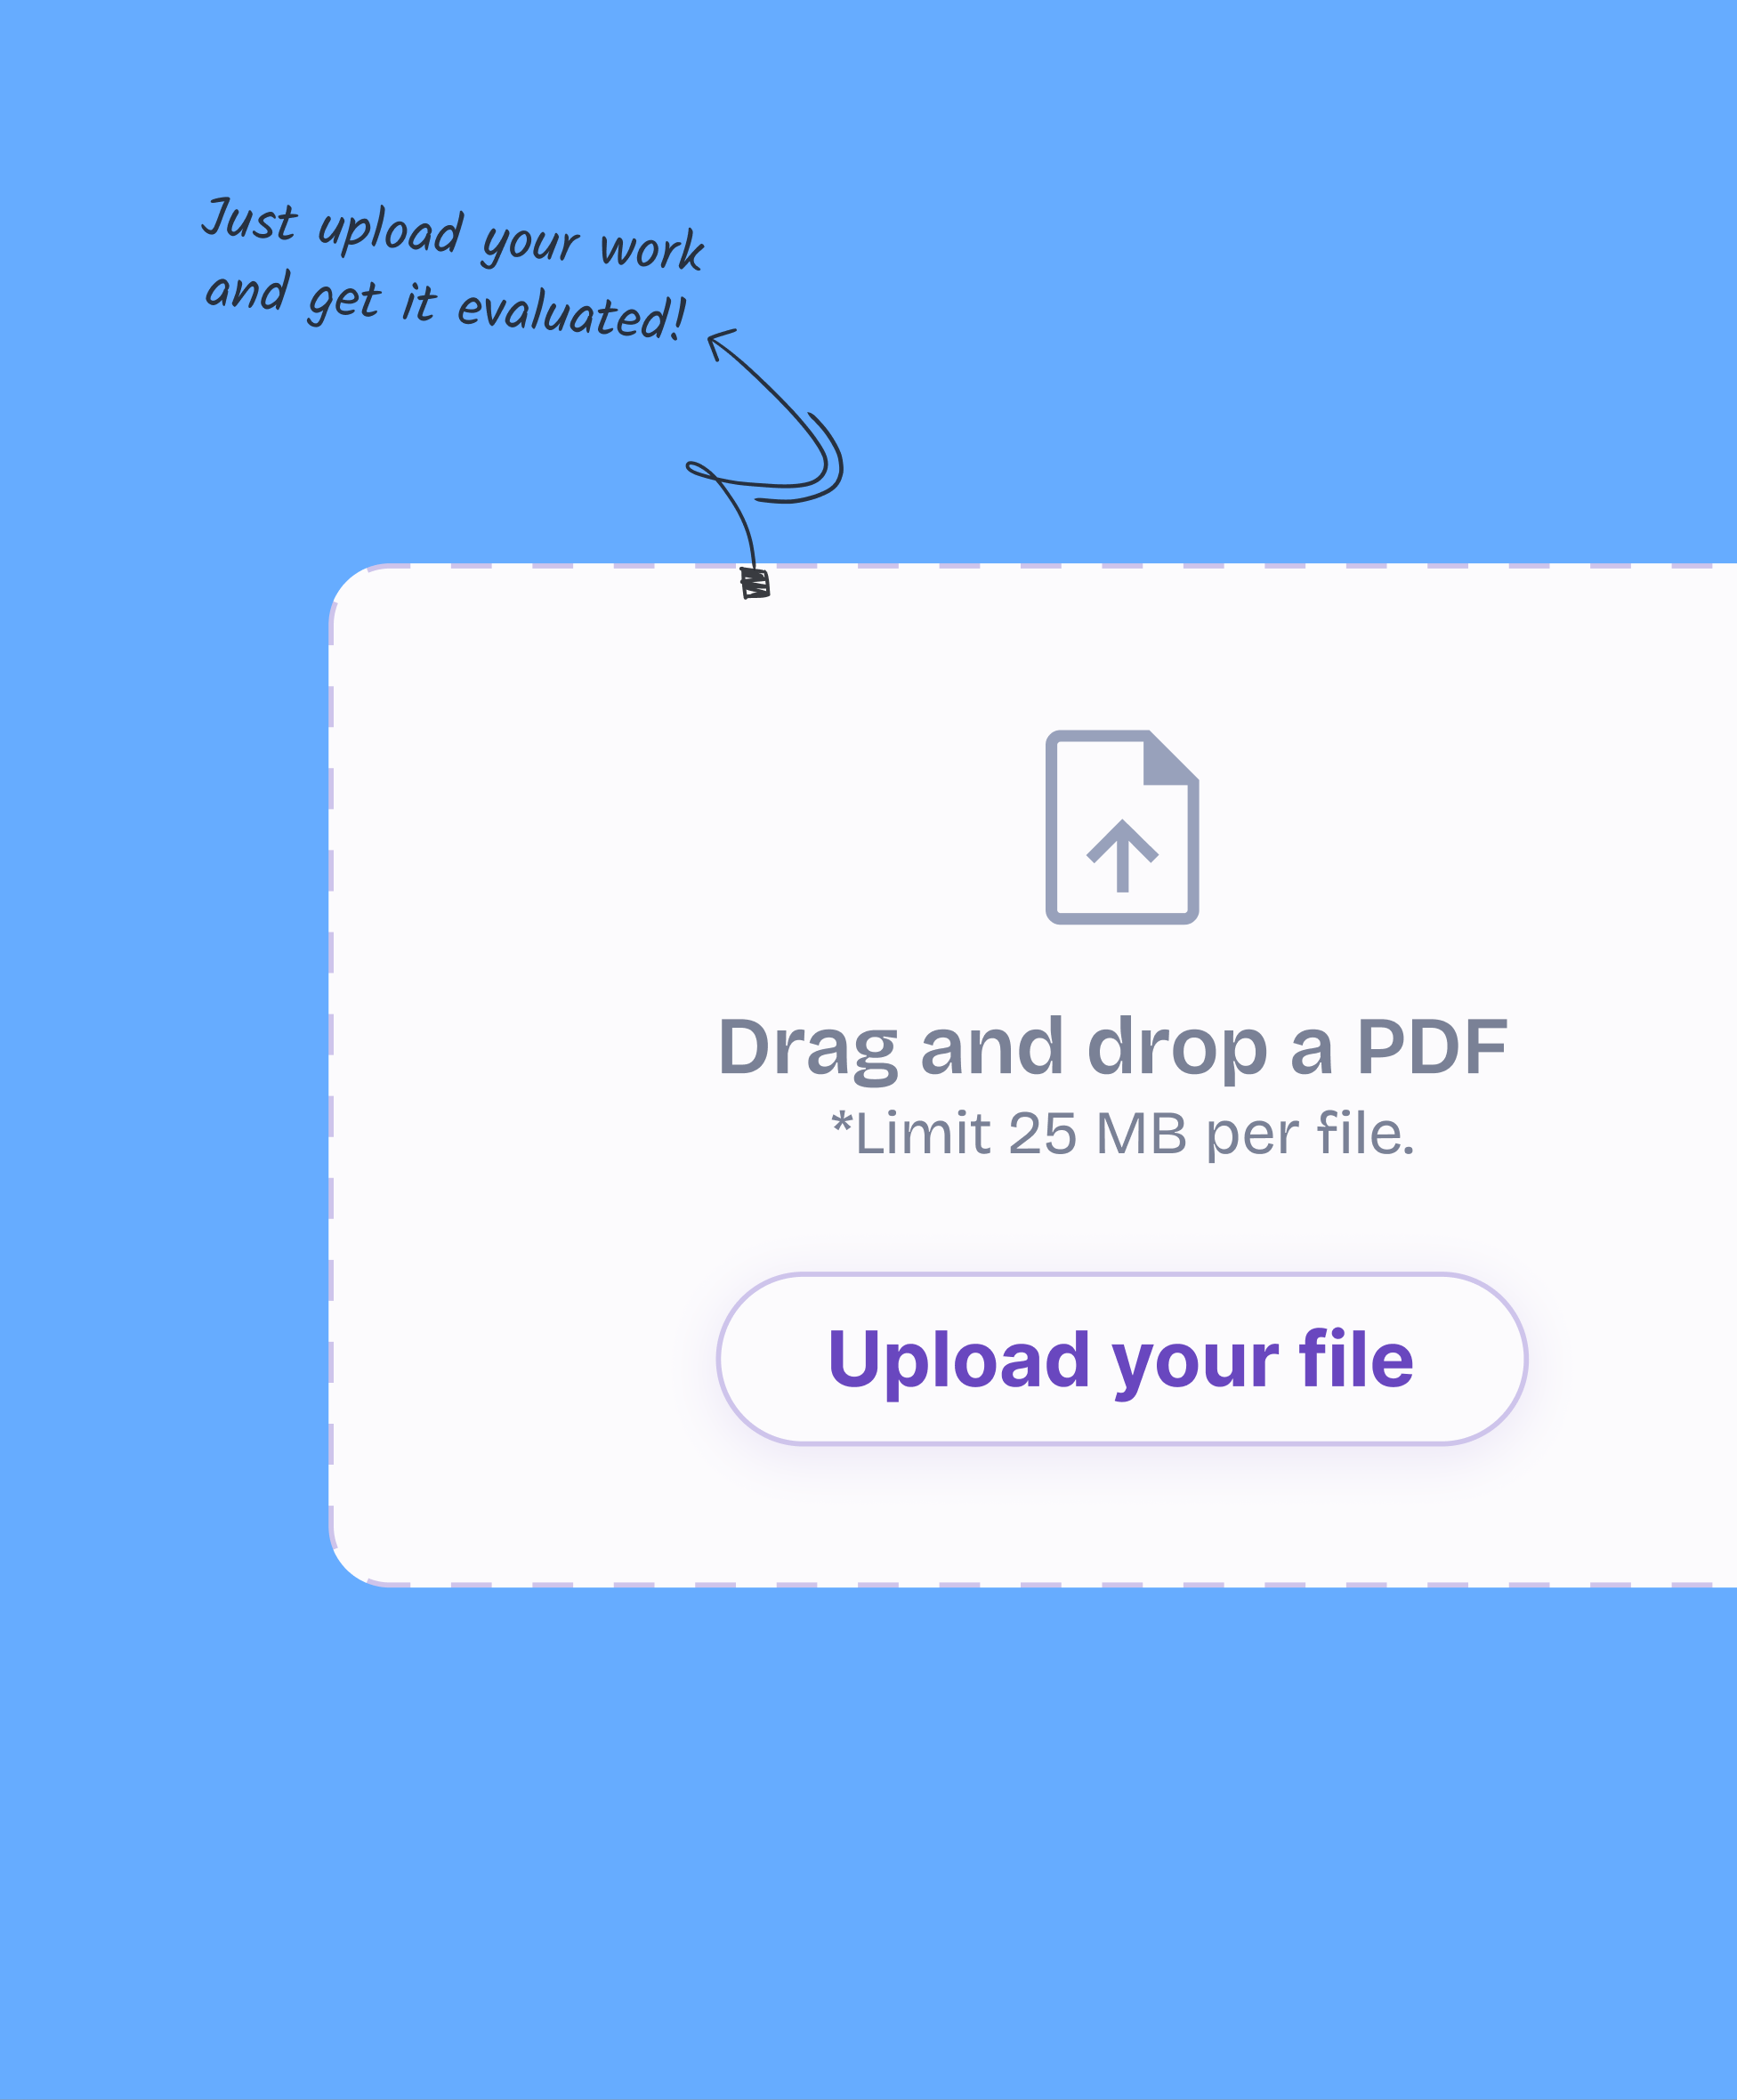 Just upload your work
and get it evaluated!
Drag and drop a PDF
*Limit 25 MB per file.
Upload your file